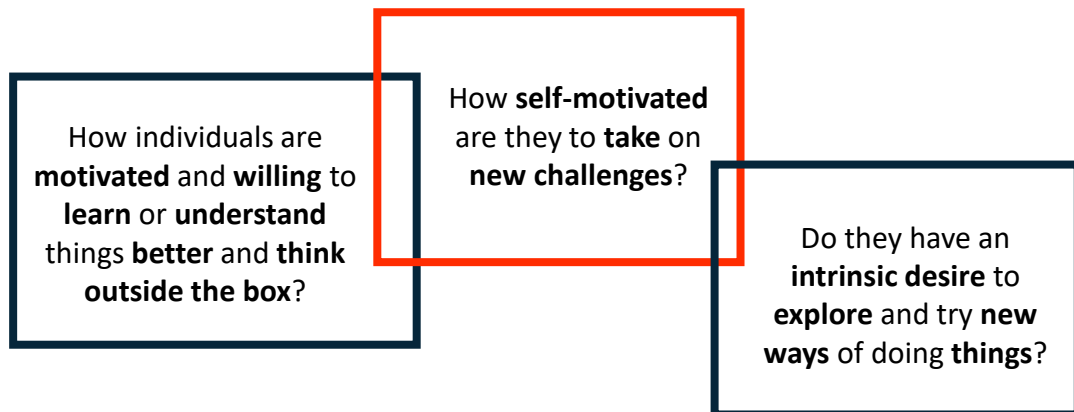 How individuals are
motivated and willing to
learn or understand
things better and think
outside the box?
How self-motivated
are they to take on
new challenges?
Do they have an
intrinsic desire to
explore and try new
ways of doing things?